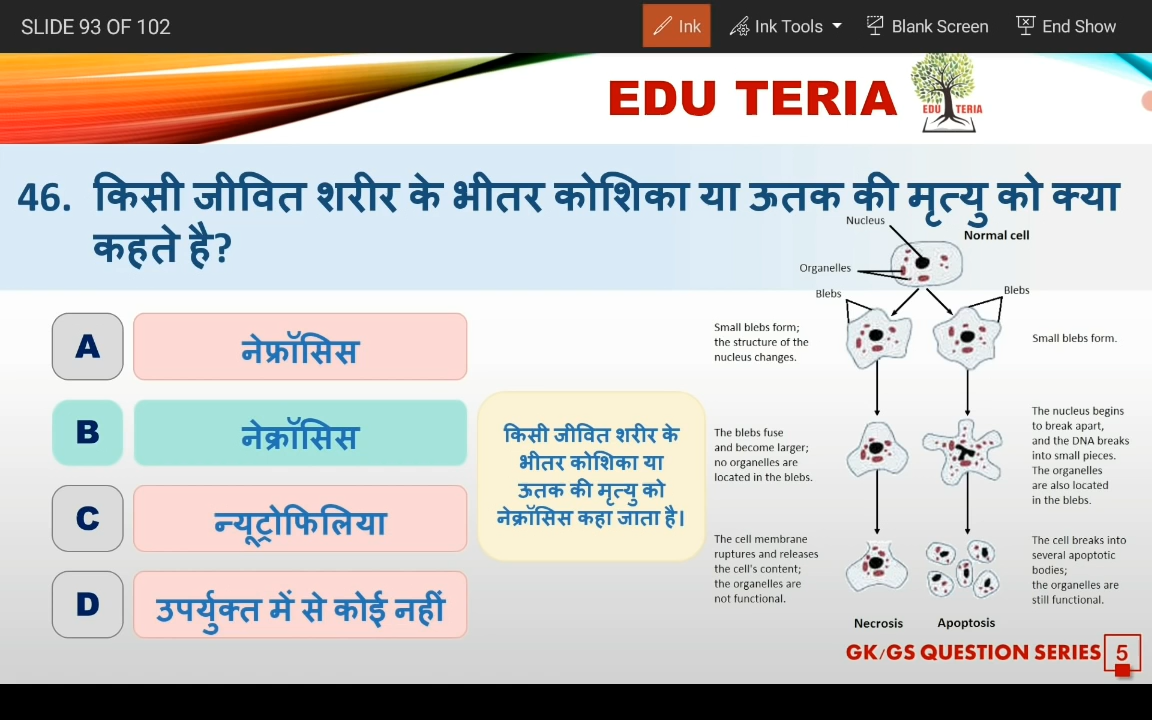 SLIDE 93 OF 102
Ink
Ink Tools
Blank Screen
End Show
EDU TERIA
EDU TERIA
46. किसी जीवित शरीर के भीतर कोशिका या ऊतक की मृत्यु को क्या
कहते है?
A
नेफ्रॉसिस
B
नेक्रॉसिस
C
न्यूट्रोफिलिया
D
उपर्युक्त में से कोई नहीं
किसी जीवित शरीर के
भीतर कोशिका या
ऊतक की मृत्यु को
नेक्रॉसिस कहा जाता है।
Nucleus
Normal cell
Organelles
Blebs
Blebs
Small blebs form;
the structure of the
nucleus changes.
Small blebs form.
The blebs fuse
and become larger;
no organelles are
located in the blebs.
The nucleus begins
to break apart,
and the DNA breaks
into small pieces.
The organelles
are also located
in the blebs.
The cell membrane
ruptures and releases
the cell's content;
the organelles are
not functional.
The cell breaks into
several apoptotic
bodies;
the organelles are
still functional.
Necrosis
Apoptosis
GK/GS QUESTION SERIES 5